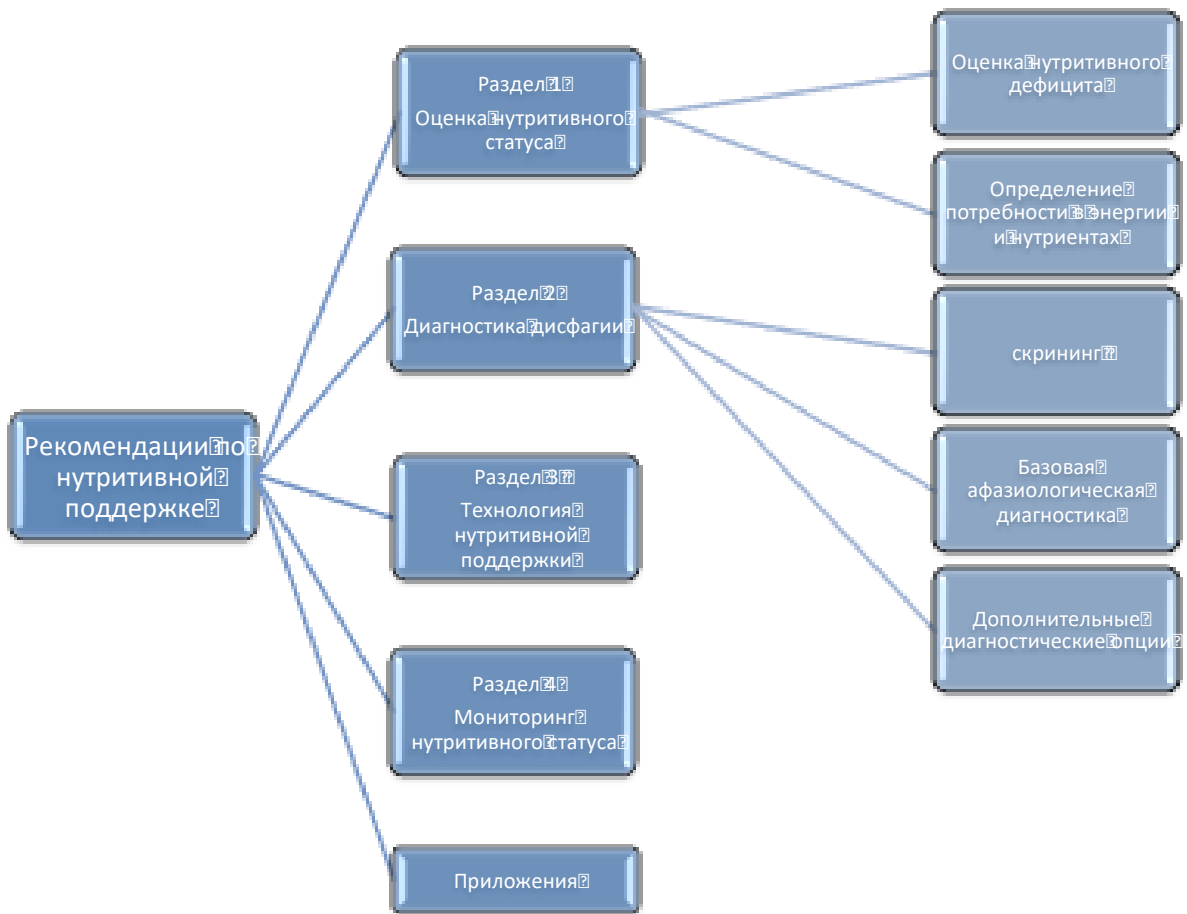 Рекомендации по
нутритивной
поддержке
Раздел 1
Оценка нутритивного
статуса
Раздел 2
Диагностика дисфагии
Раздел 3
Технология
нутритивной
поддержки
Раздел 4
Мониторинг
нутритивного статуса
Приложения
Оценка нутритивного
дефицита
Определение
потребности в энергии
и нутриентах
скрининг
Базовая
афазиологическая
диагностика
Дополнительные
диагностические опции